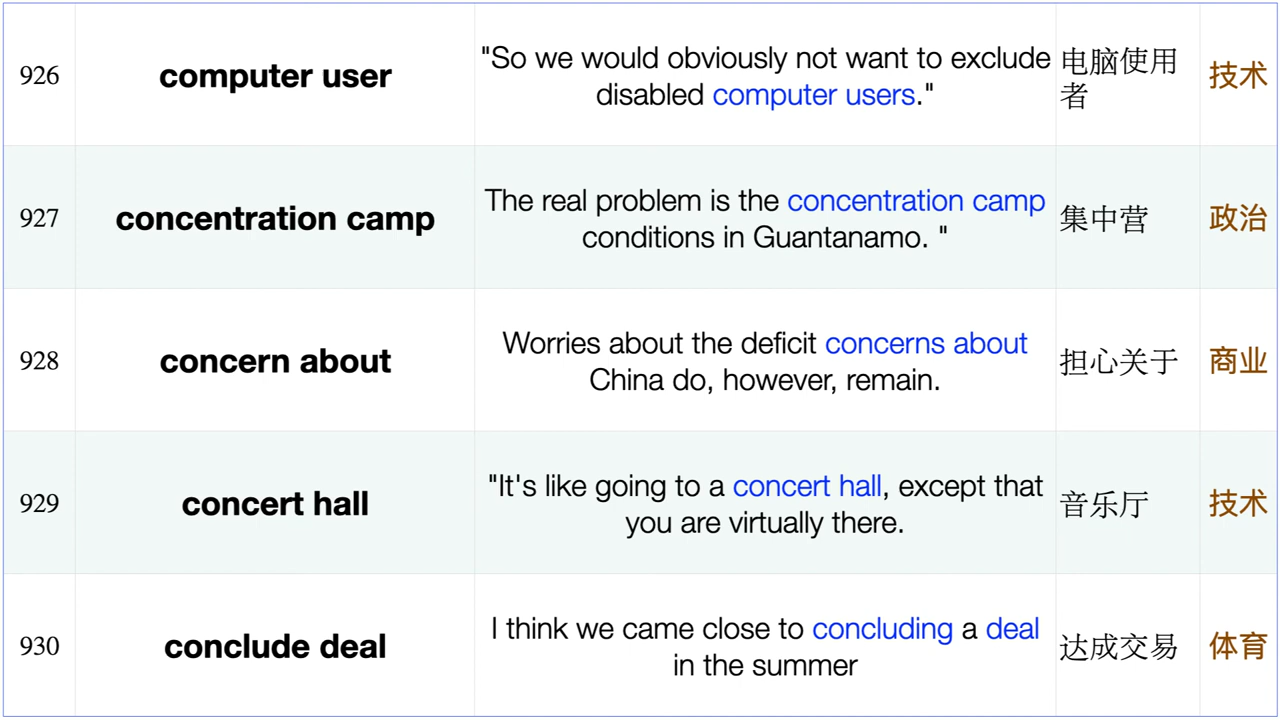 926
computer user
"So we would obviously not want to exclude
disabled computer users."
电脑使用
者
技术
927
concentration camp
The real problem is the concentration camp
conditions in Guantanamo. "
集中营
政治
928
concern about
Worries about the deficit concerns about
China do, however, remain.
担心关于
商业
929
concert hall
"It's like going to a concert hall, except that
you are virtually there.
音乐厅
技术
930
conclude deal
I think we came close to concluding a deal
in the summer
达成交易
体育